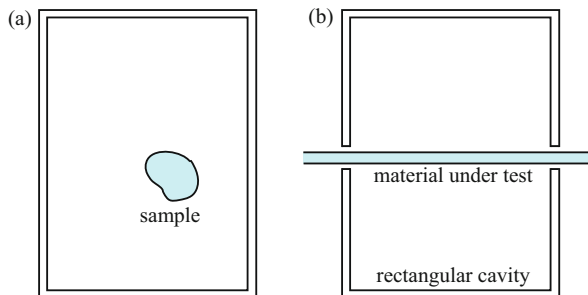 (a)
sample
(b)
material under test
rectangular cavity